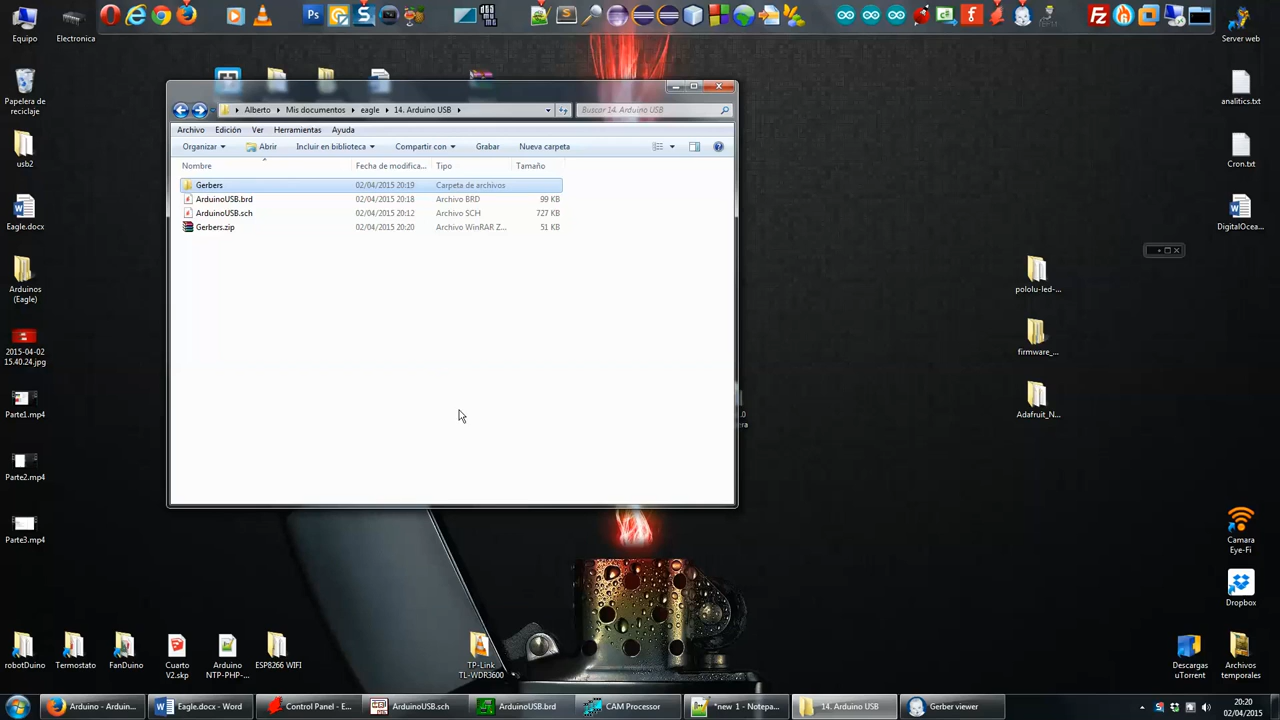 Equipo
Electronica
Ps
Server web
Papelera de
reciclaje
analitics.txt
Alberto
Mis documentos
eagle
14. Arduino USB
Buscar 14. Arduino USB
Archivo
Edición
Ver
Herramientas
Ayuda
Organizar
Abrir
Incluir en biblioteca
Compartir con
Grabar
Nueva carpeta
usb2
Cron.txt
Nombre
Fecha de modifica...
Tipo
Tamaño
Gerbers
02/04/2015 20:19
Carpeta de archivos
ArduinoUSB.brd
02/04/2015 20:18
Archivo BRD
99 KB
ArduinoUSB.sch
02/04/2015 20:12
Archivo SCH
727 KB
Gerbers.zip
02/04/2015 20:20
Archivo WinRAR Z...
51 KB
Eagle.docx
DigitalOcea...
Arduinos
(Eagle)
pololu-led-...
2015-04-02
15.40.24.jpg
firmware_...
Parte1.mp4
Adafruit_N...
Parte2.mp4
Parte3.mp4
Camara
Eye-Fi
Dropbox
robotDuino
Termostato
FanDuino
Cuarto
V2.skp
Arduino
NTP-PHP-...
ESP8266 WIFI
TP-Link
TL-WDR3600
Descargas
uTorrent
Archivos
temporales
Arduino - Arduin...
Eagle.docx - Word
Control Panel - E...
ArduinoUSB.sch
ArduinoUSB.brd
CAM Processor
*new 1 - Notepa...
14. Arduino USB
Gerber viewer
20:20
02/04/2015